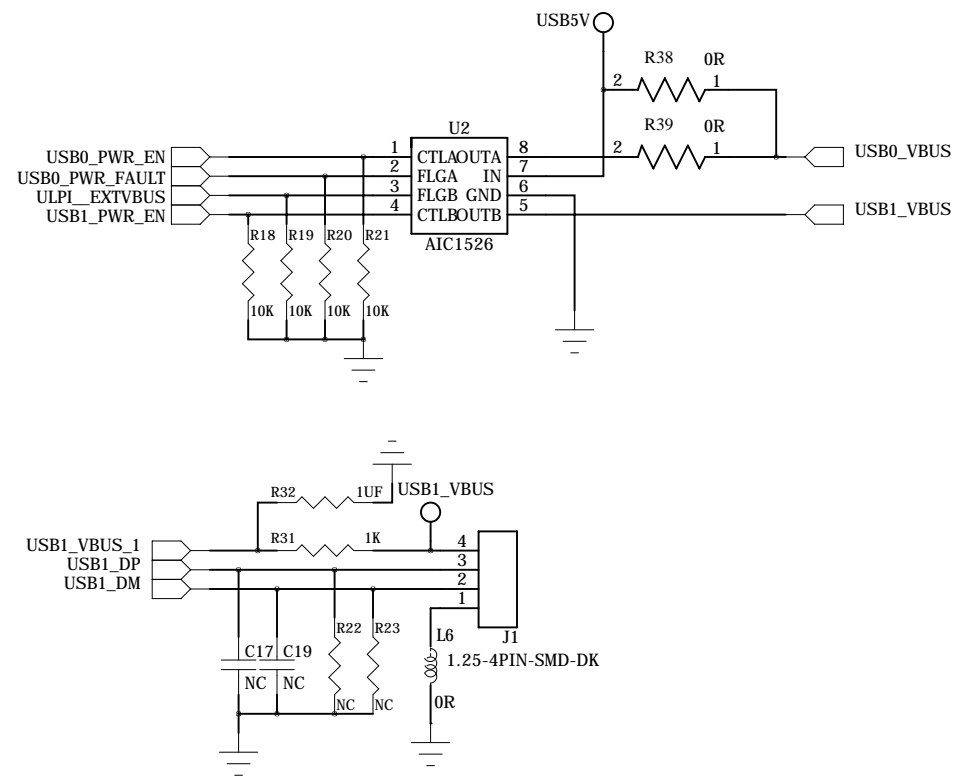 USB5V
R38 0R
2 1
R39 0R
2 1
U2
USB0_PWR_EN 1 CTLA OUTA 8 USB0_VBUS
USB0_PWR_FAULT 2 FLGA IN 7
ULPI__EXTVBUS 3 FLGB GND 6
USB1_PWR_EN 4 CTLB OUTB 5 USB1_VBUS
AIC1526
R18 R19 R20 R21
10K 10K 10K 10K
R32 1UF USB1_VBUS
USB1_VBUS_1 R31 1K 4
USB1_DP 3
USB1_DM 2
1
R22 R23 L6 J1
C17 C19 1.25-4PIN-SMD-DK
NC NC NC NC 0R